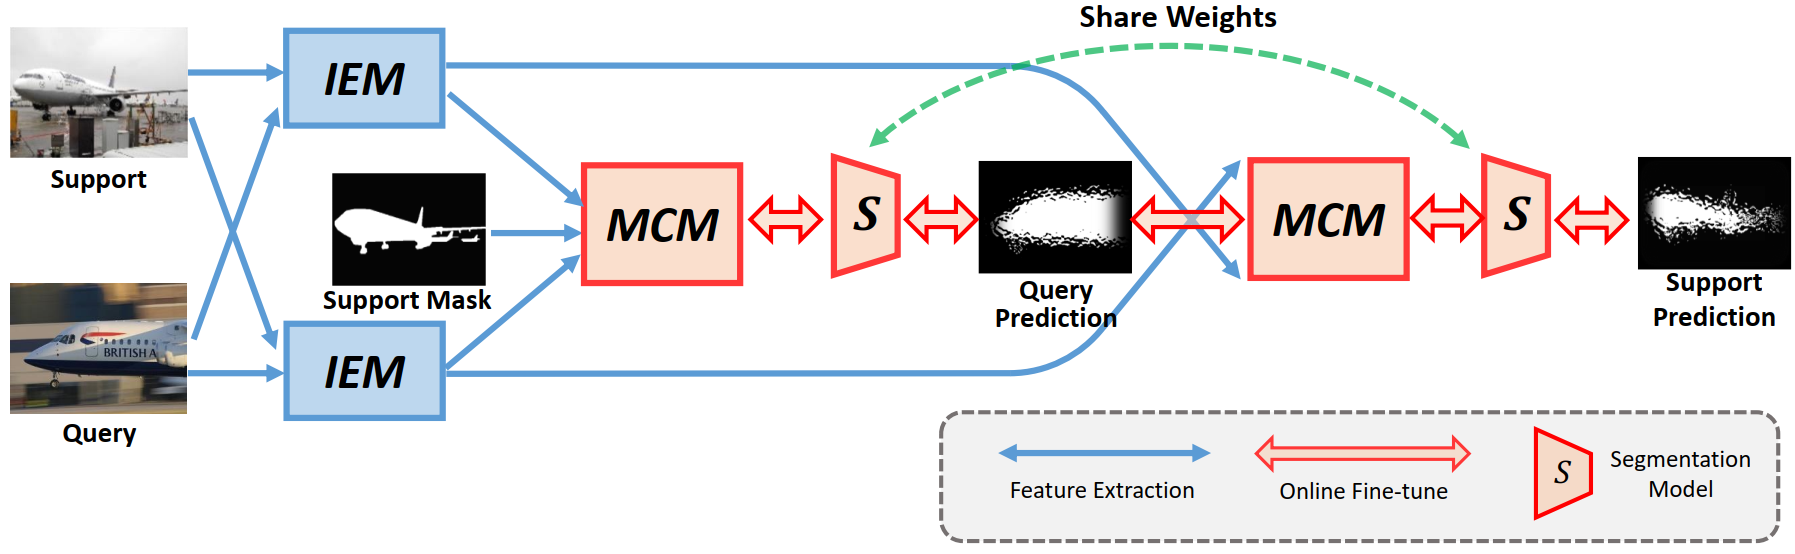 Share Weights
IEM
Support
MCM
S
MCM
S
Support Mask
Query
Prediction
Support
Prediction
BRITISH A
IEM
Query
Feature Extraction
Online Fine-tune
S
Segmentation
Model